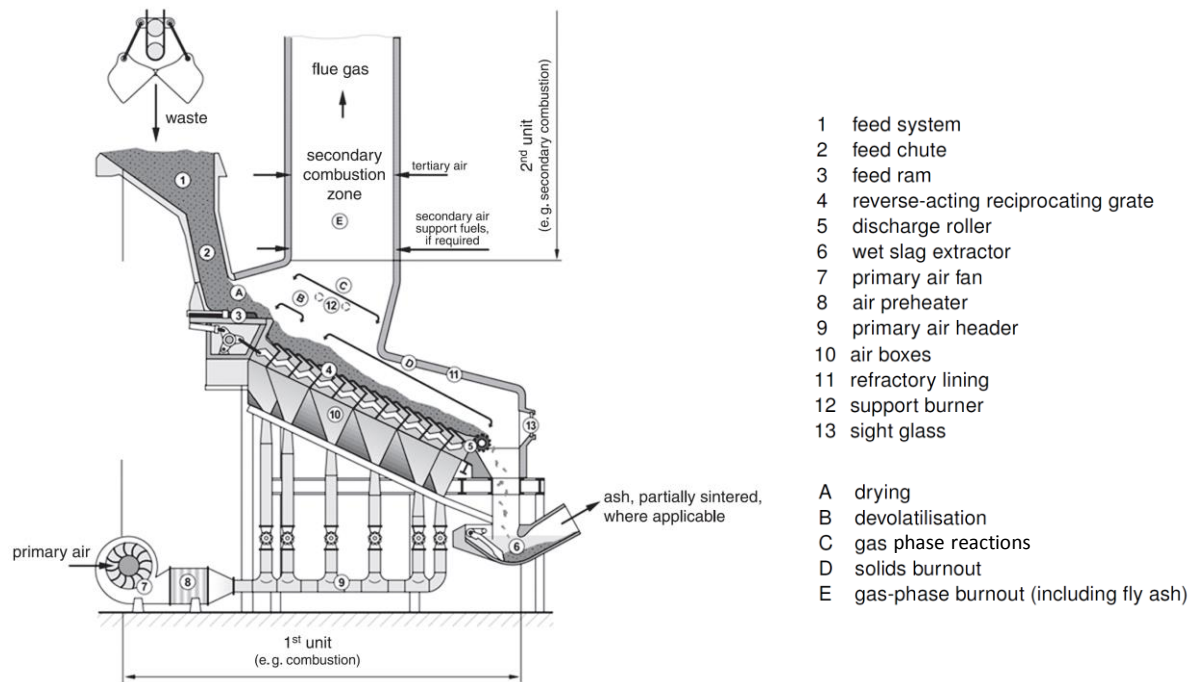 waste
flue gas
secondary
combustion
zone
tertiary air
secondary air
support fuels,
if required
2nd unit
(e.g. secondary combustion)
1
2
A
3
B
C
12
E
4
D
11
10
13
5
6
ash, partially sintered,
where applicable
primary air
7
8
9
1st unit
(e.g. combustion)
1 feed system
2 feed chute
3 feed ram
4 reverse-acting reciprocating grate
5 discharge roller
6 wet slag extractor
7 primary air fan
8 air preheater
9 primary air header
10 air boxes
11 refractory lining
12 support burner
13 sight glass
A drying
B devolatilisation
C gas phase reactions
D solids burnout
E gas-phase burnout (including fly ash)